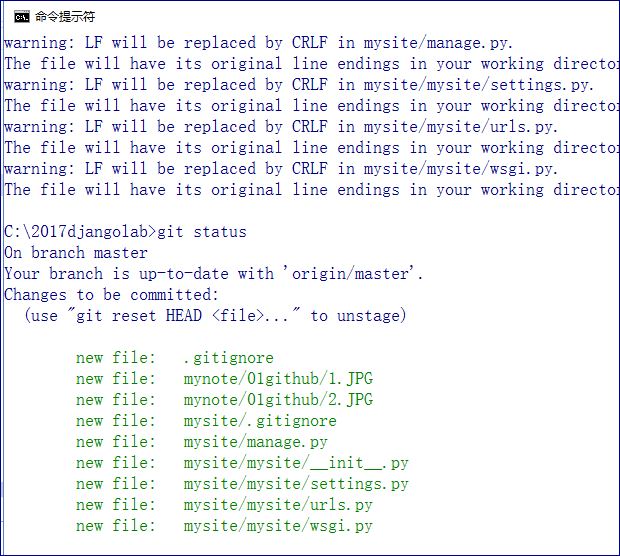 命令提示符
warning: LF will be replaced by CRLF in mysite/manage.py.
The file will have its original line endings in your working
warning: LF will be replaced by CRLF in mysite/mysite/settings.py.
The file will have its original line endings in your working
warning: LF will be replaced by CRLF in mysite/mysite/urls.py.
The file will have its original line endings in your working
warning: LF will be replaced by CRLF in mysite/mysite/wsgi.py.
The file will have its original line endings in your working
C:\2017djangolab>git status
On branch master
Your branch is up-to-date with 'origin/master'.
Changes to be committed:
(use "git reset HEAD <file>..." to unstage)
new file: .gitignore
new file: mynote/01github/1.JPG
new file: mynote/01github/2.JPG
new file: mysite/.gitignore
new file: mysite/manage.py
new file: mysite/mysite/__init__.py
new file: mysite/mysite/settings.py
new file: mysite/mysite/urls.py
new file: mysite/mysite/wsgi.py